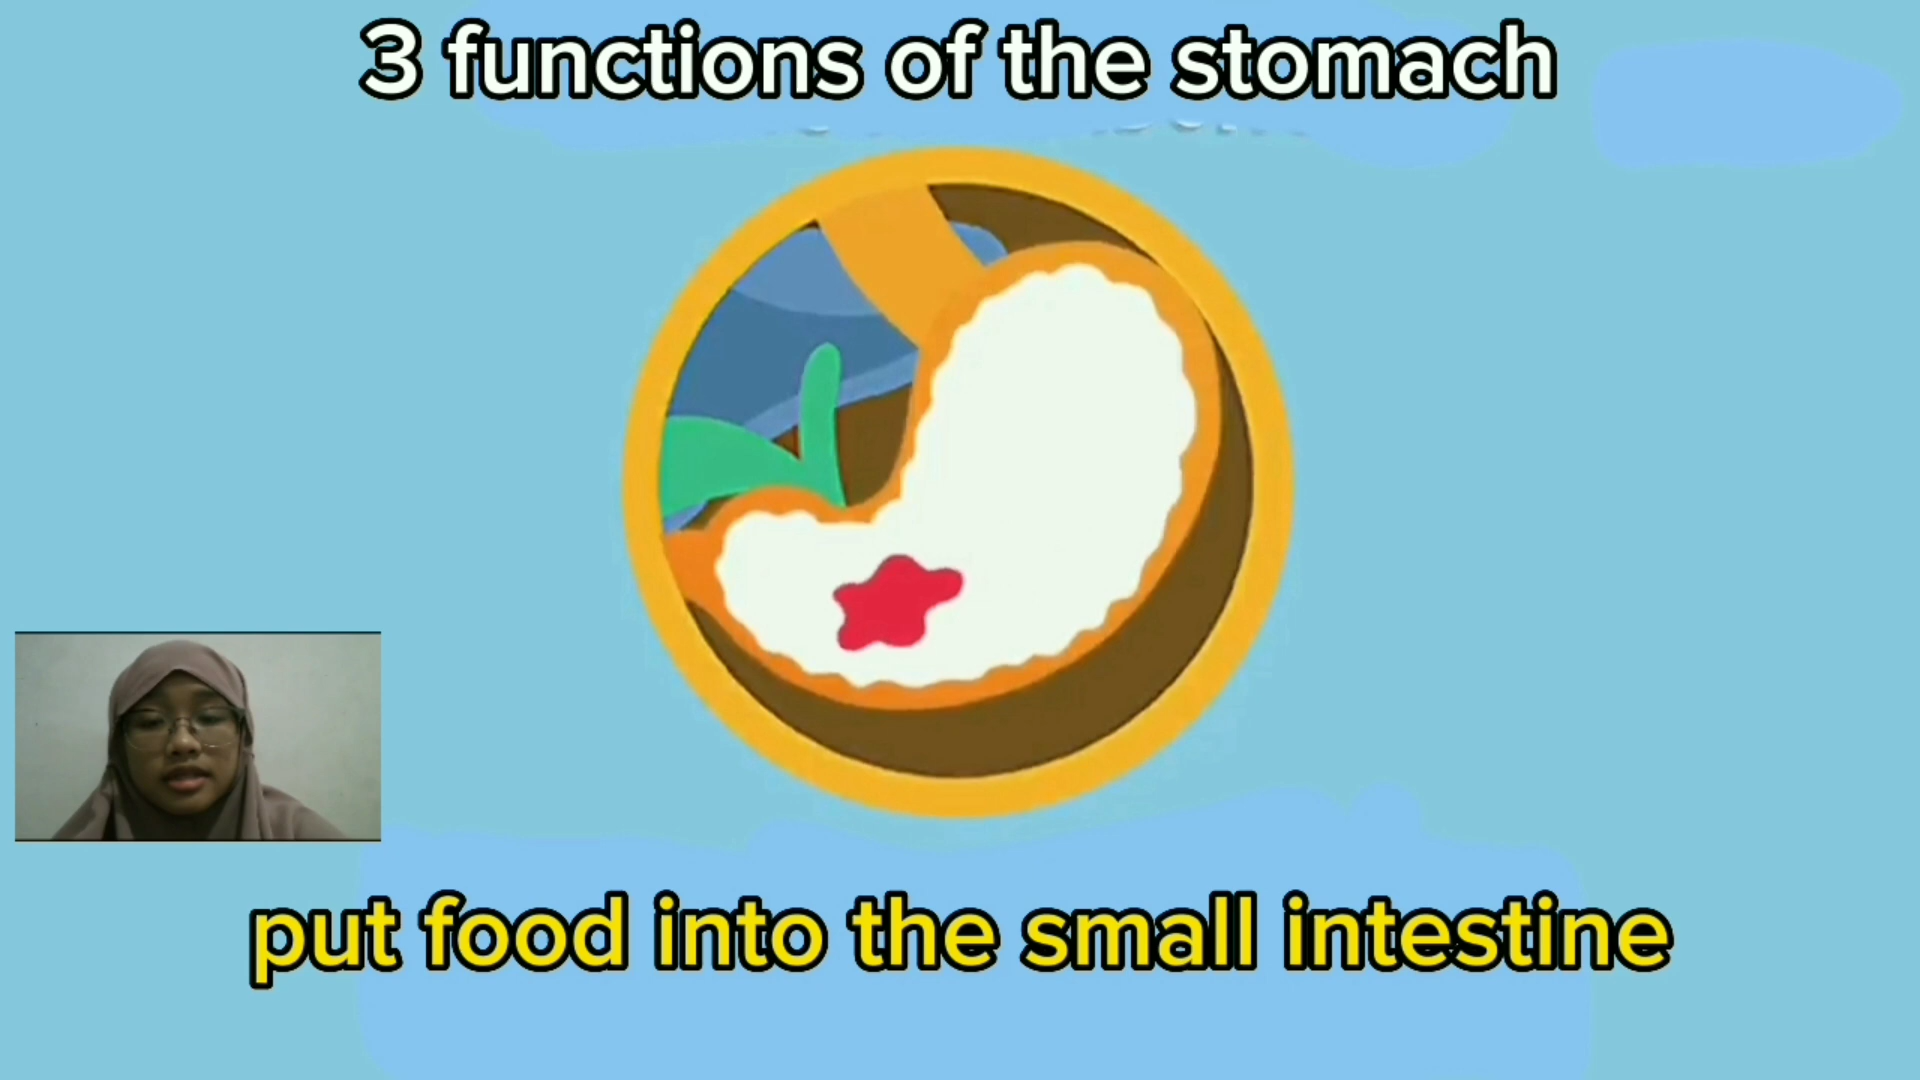 3 functions of the stomach
put food into the small intestine